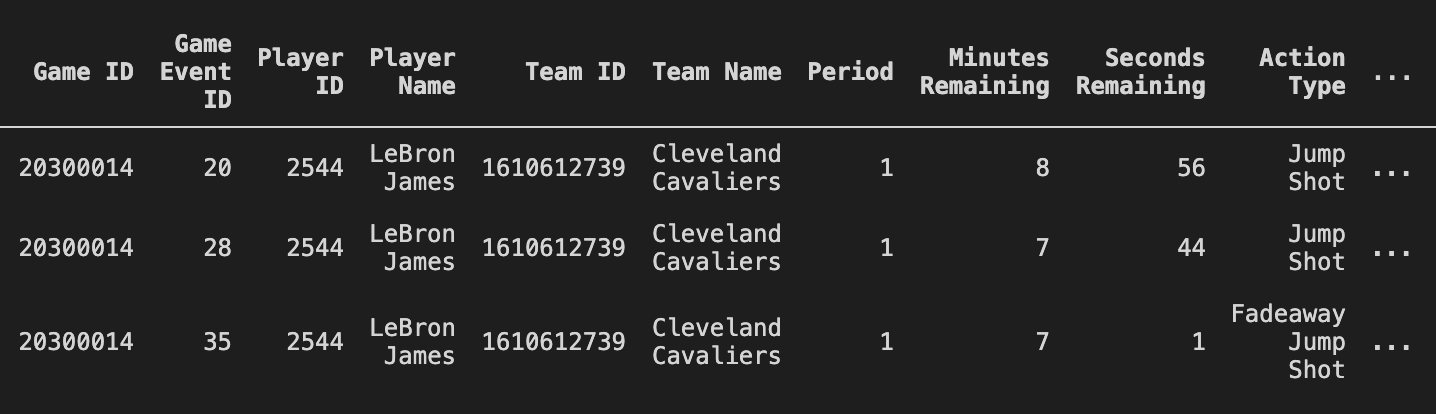 Game ID Game Event ID Player ID Player Name Team ID Team Name Period Minutes Remaining Seconds Remaining Action Type ...
20300014 20 2544 LeBron James 1610612739 Cleveland Cavaliers 1 8 56 Jump Shot ...
20300014 28 2544 LeBron James 1610612739 Cleveland Cavaliers 1 7 44 Jump Shot ...
20300014 35 2544 LeBron James 1610612739 Cleveland Cavaliers 1 7 1 Fadeaway Jump Shot ...